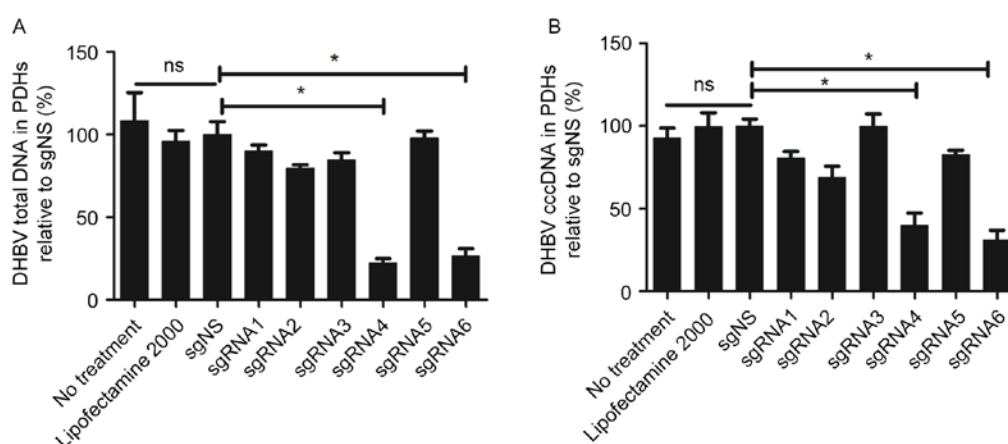 A
DHBV total DNA in PDHs
relative to sgNS (%)
150
100
50
0
ns
*
*
No treatment
Lipofectamine 2000
sgNS
sgRNA1
sgRNA2
sgRNA3
sgRNA4
sgRNA5
sgRNA6
B
DHBV cccDNA in PDHs
relative to sgNS (%)
150
100
50
0
ns
*
*
No treatment
Lipofectamine 2000
sgNS
sgRNA1
sgRNA2
sgRNA3
sgRNA4
sgRNA5
sgRNA6